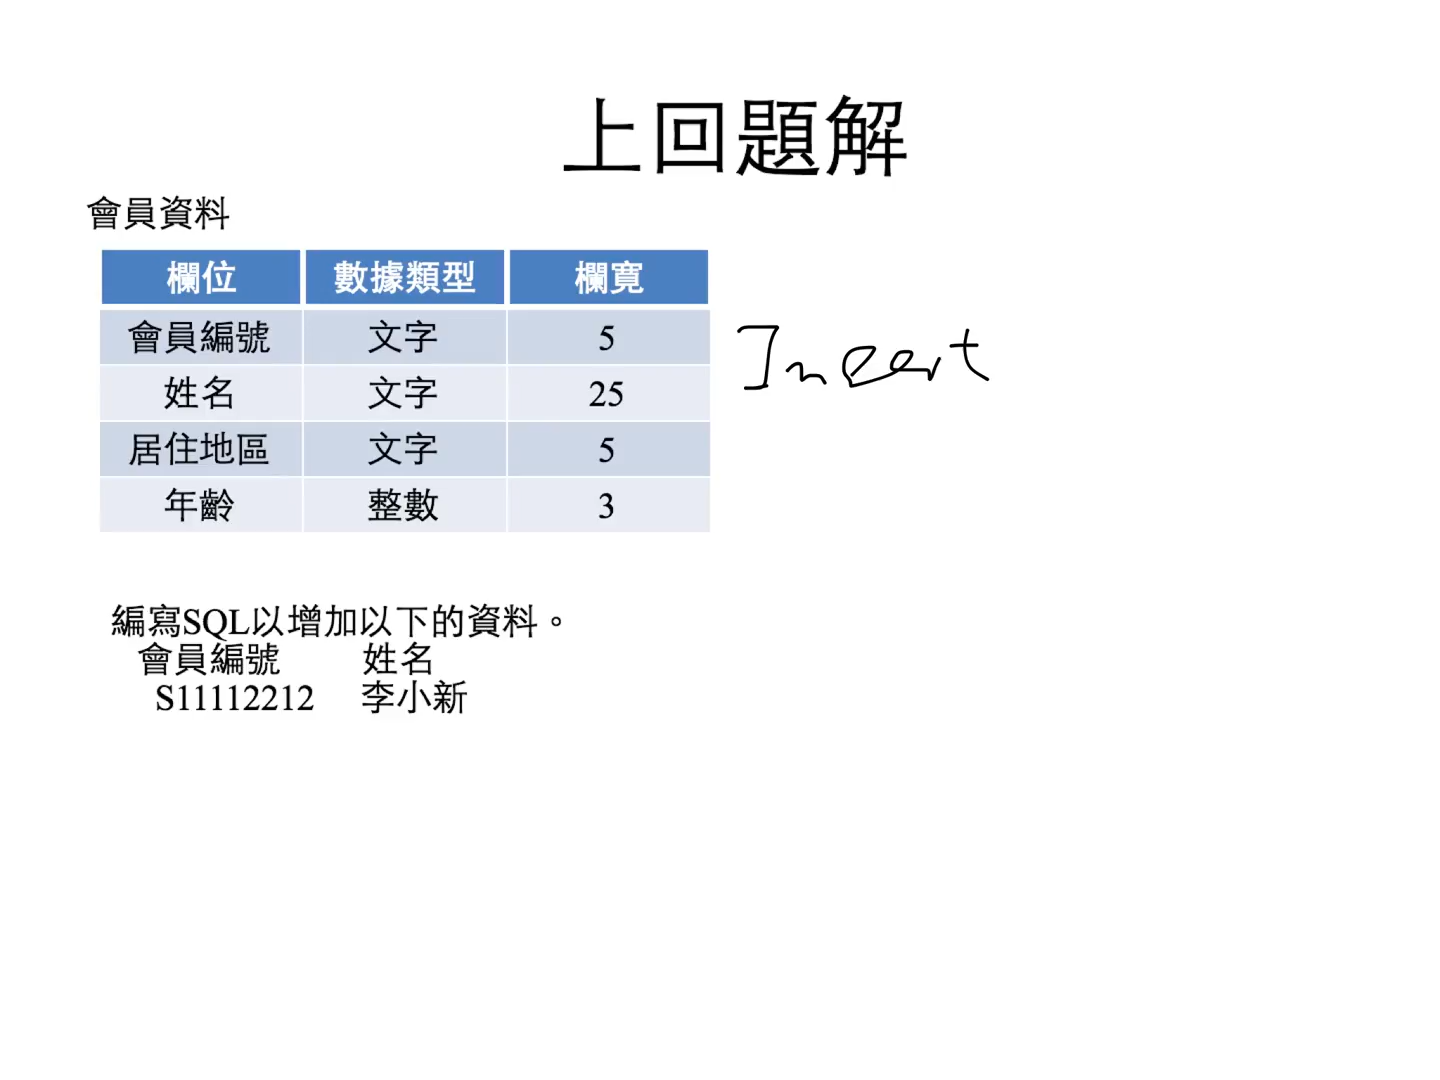 上回題解
會員資料
欄位 數據類型 欄寬
會員編號 文字 5
姓名 文字 25
居住地區 文字 5
年齡 整數 3
Insert
編寫SQL以增加以下的資料。
會員編號 姓名
S11112212 李小新